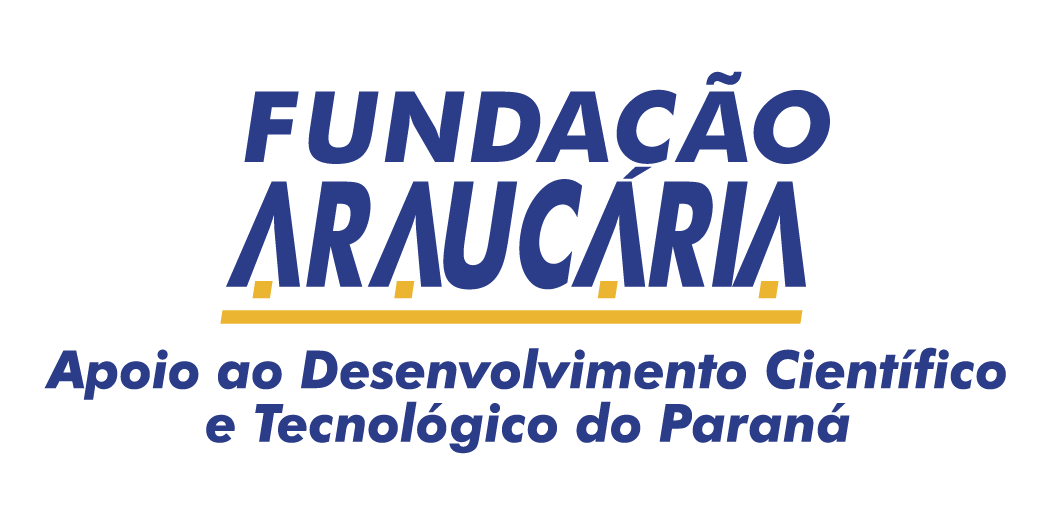 FUNDAÇÃO
ARAUCÁRIA
Apoio ao Desenvolvimento Científico
e Tecnológico do Paraná